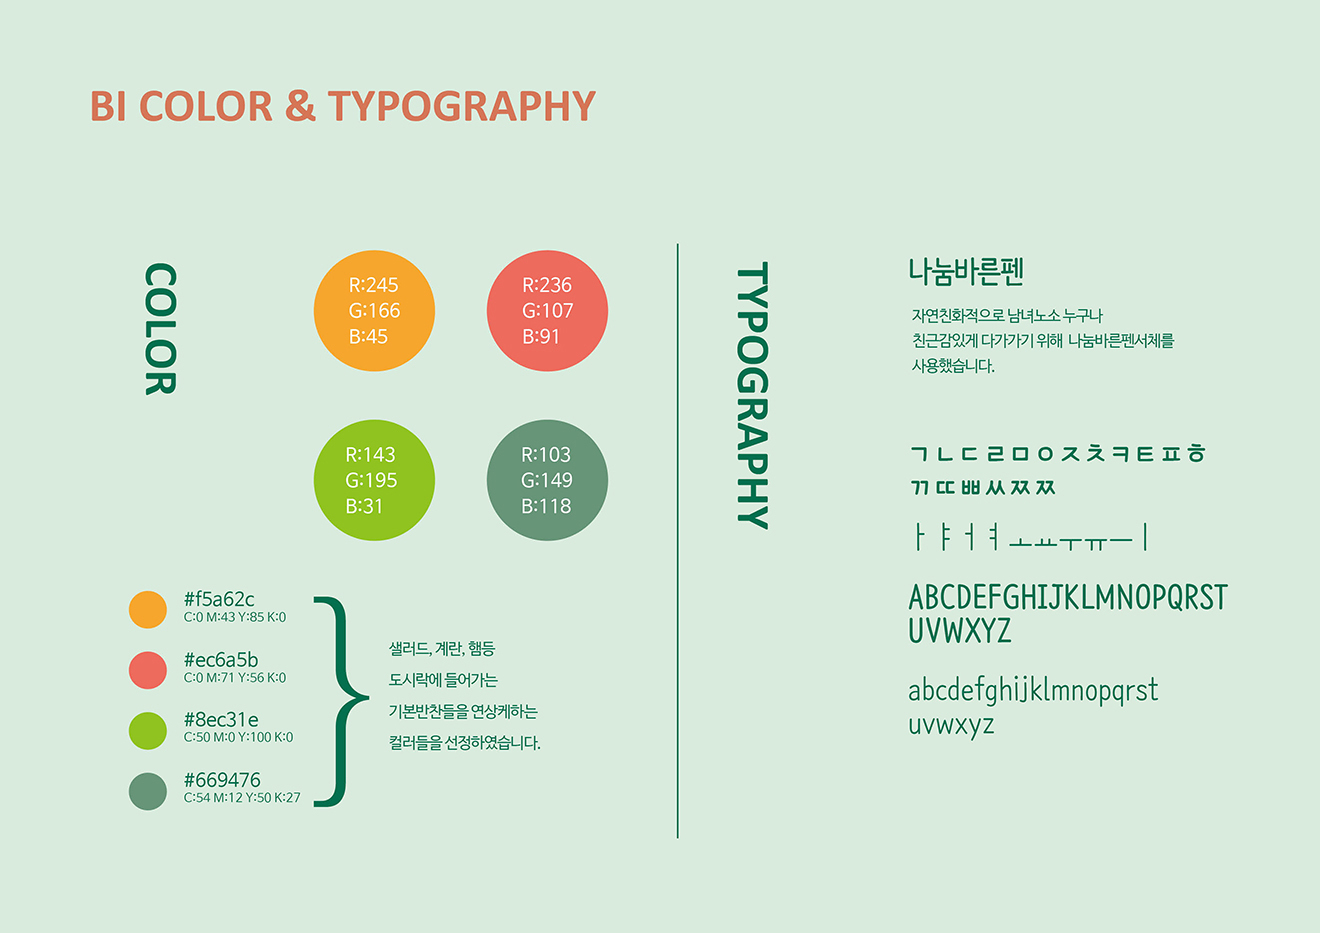 BI COLOR & TYPOGRAPHY
COLOR
R:245
G:166
B:45
R:236
G:107
B:91
R:143
G:195
B:31
R:103
G:149
B:118
#f5a62c
C:0 M:43 Y:85 K:0
#ec6a5b
C:0 M:71 Y:56 K:0
#8ec31e
C:50 M:0 Y:100 K:0
#669476
C:54 M:12 Y:50 K:27
샐러드, 계란, 햄등
도시락에 들어가는
기본반찬들을 연상케하는
컬러들을 선정하였습니다.
TYPOGRAPHY
나눔바른펜
자연친화적으로 남녀노소 누구나
친근감있게 다가가기 위해 나눔바른펜서체를
사용했습니다.
ㄱㄴㄷㄹㅁㅇㅈㅊㅋㅌㅍㅎ
ㄲㄸㅃㅆㅉㅉ
ㅏㅑㅓㅕㅗㅛㅜㅠㅡㅣ
ABCDEFGHIJKLMNOPQRST
UVWXYZ
abcdefghijklmnopqrst
uvwxyz